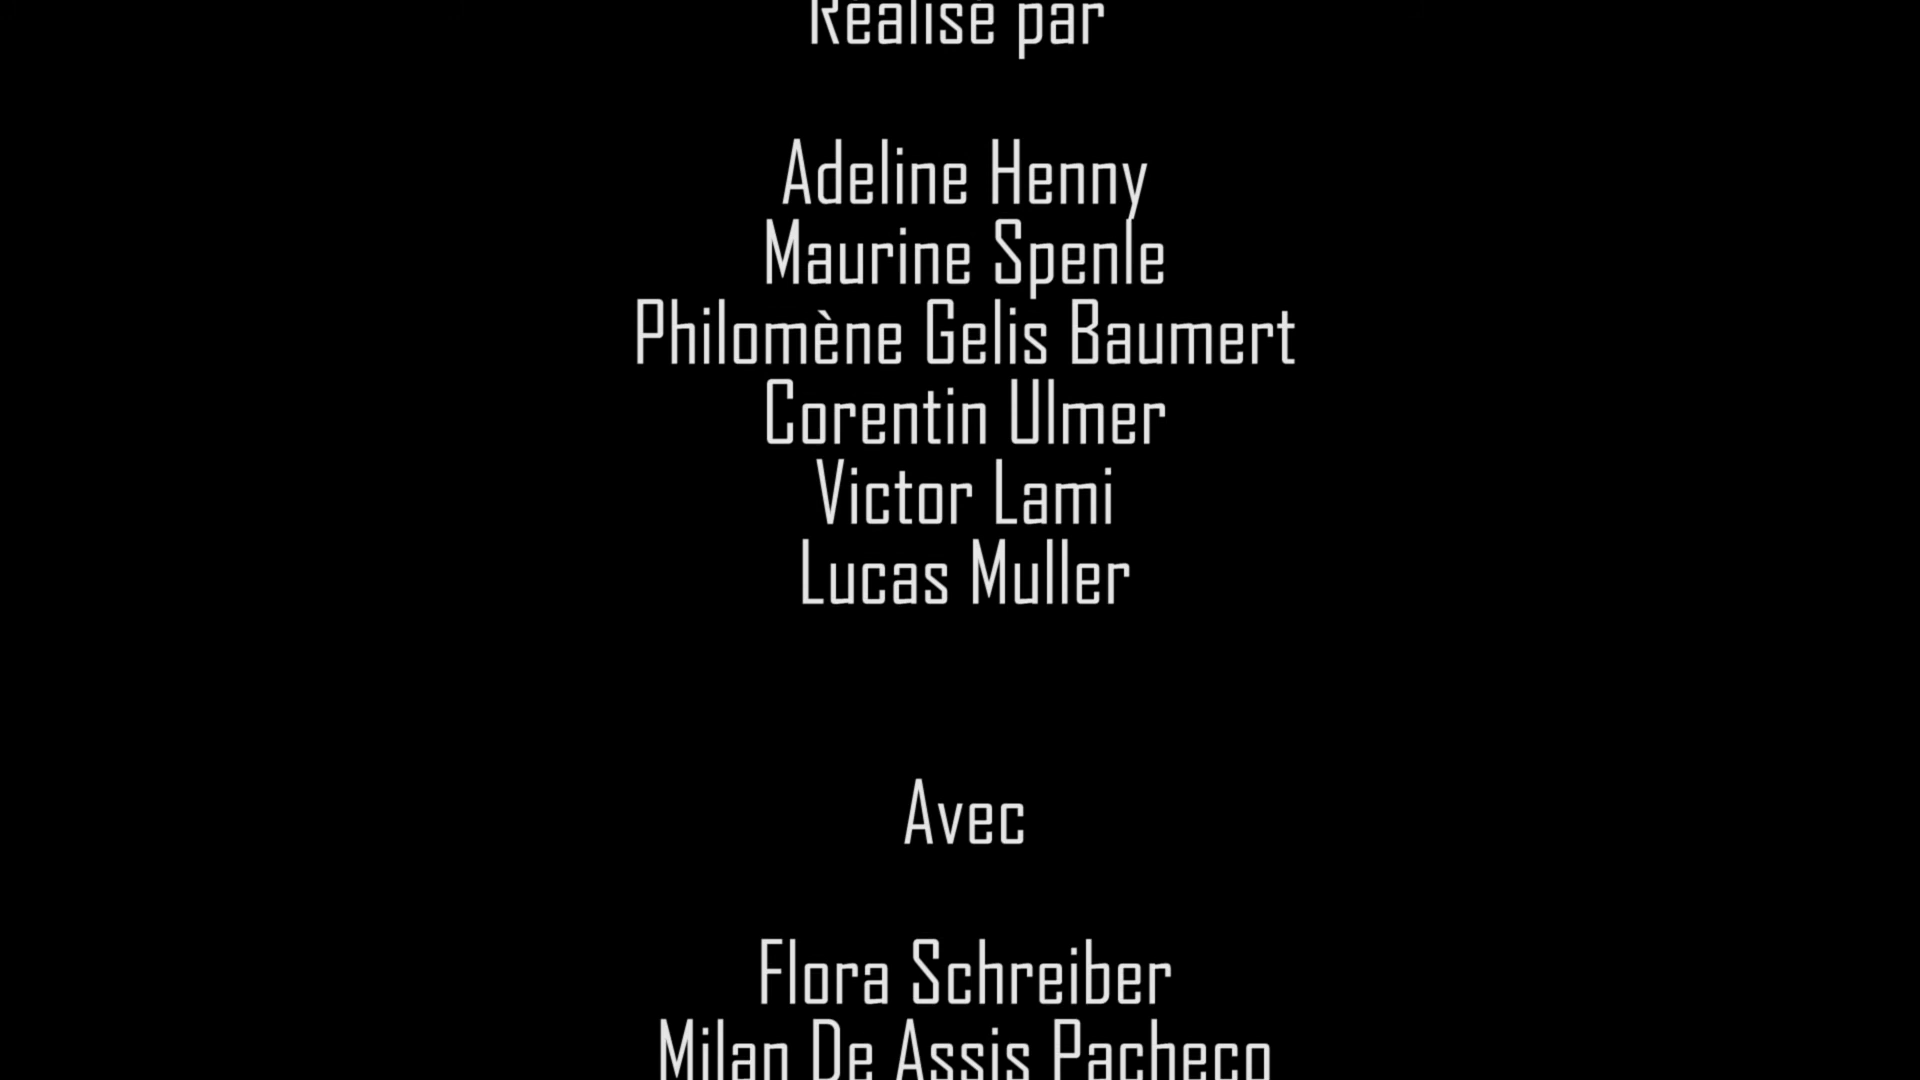 Réalisé par
Adeline Henny
Maurine Spenle
Philomène Gelis Baumert
Corentin Ulmer
Victor Lami
Lucas Muller
Avec
Flora Schreiber
Milan De Assis Pacheco